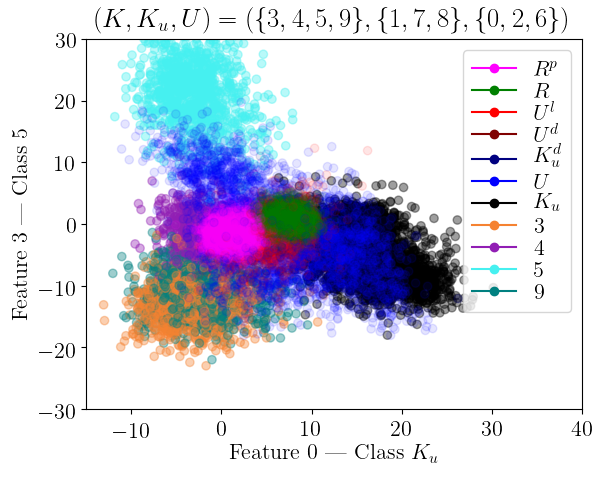 (K, K_u, U) = ({3, 4, 5, 9}, {1, 7, 8}, {0, 2, 6})
30
20
10
0
−10
−20
−30
Feature 3 — Class 5
R^p
R
U^l
U^d
K_u^d
U
K_u
3
4
5
9
−10
0
10
20
30
40
Feature 0 — Class K_u